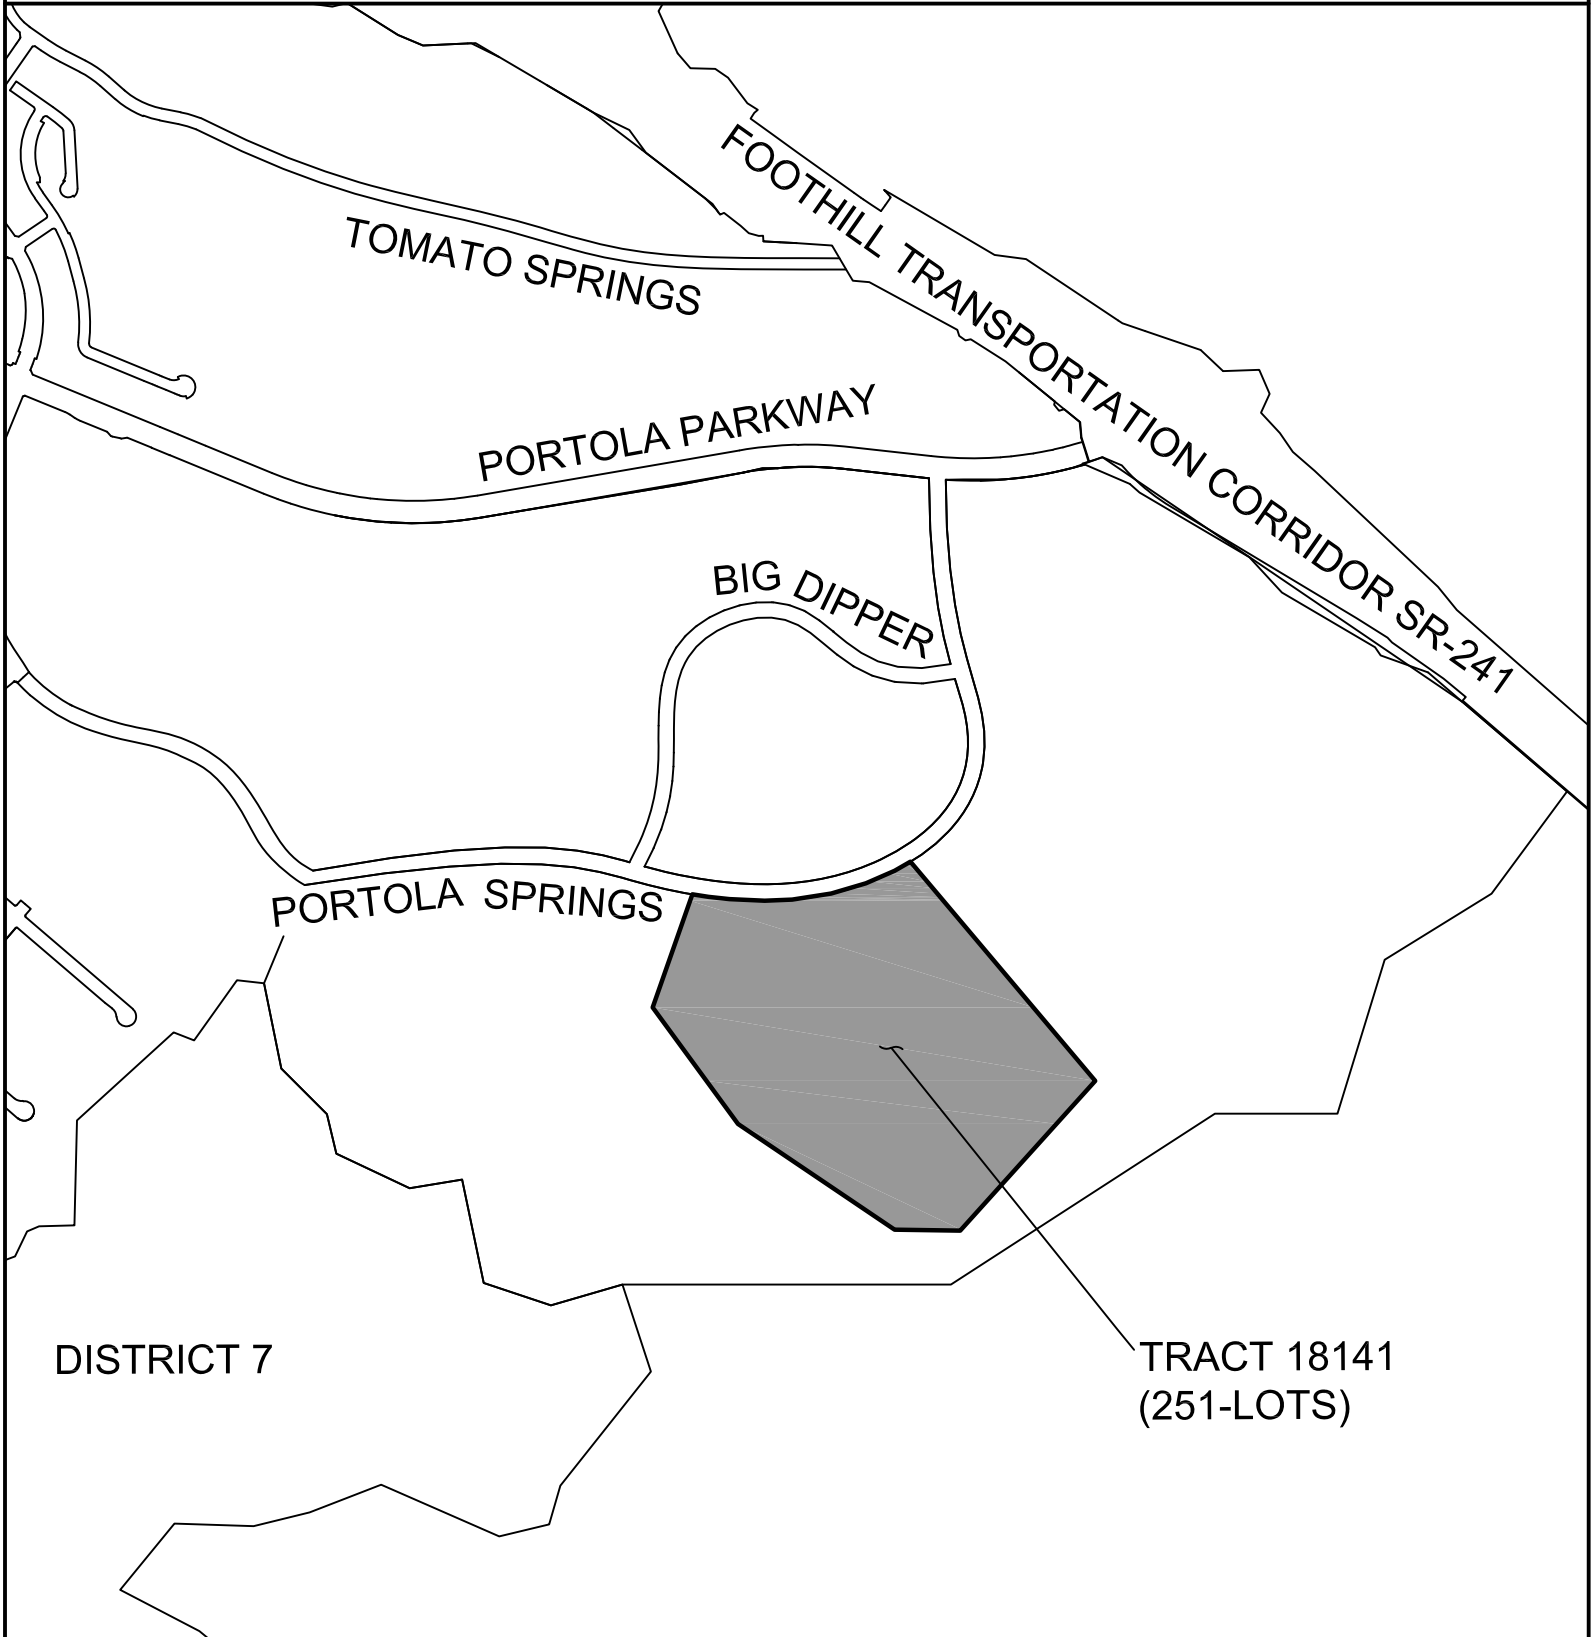 FOOTHILL TRANSPORTATION CORRIDOR SR-241
TOMATO SPRINGS
PORTOLA PARKWAY
BIG DIPPER
PORTOLA SPRINGS
DISTRICT 7
TRACT 18141
(251-LOTS)